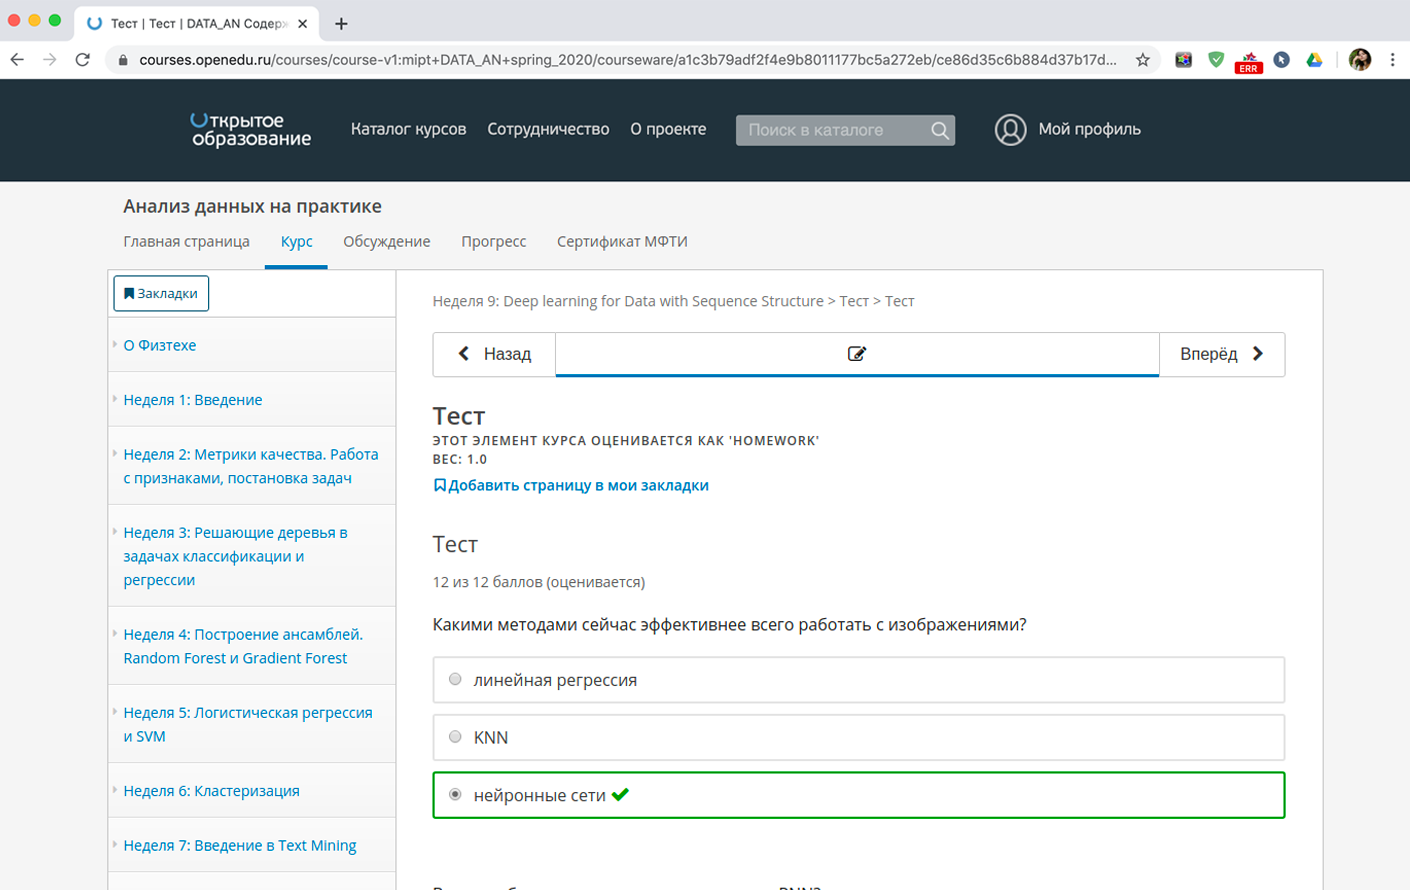 Тест | Тест | DATA_AN Содерж
courses.openedu.ru/courses/course-v1:mipt+DATA_AN+spring_2020/courseware/a1c3b79adf2f4e9b8011177bc5a272eb/ce86d35c6b884d37b17d...
ERR
Открытое
образование
Каталог курсов
Сотрудничество
О проекте
Поиск в каталоге
Мой профиль
Анализ данных на практике
Главная страница
Курс
Обсуждение
Прогресс
Сертификат МФТИ
Закладки
О Физтехе
Неделя 1: Введение
Неделя 2: Метрики качества. Работа
с признаками, постановка задач
Неделя 3: Решающие деревья в
задачах классификации и
регрессии
Неделя 4: Построение ансамблей.
Random Forest и Gradient Forest
Неделя 5: Логистическая регрессия
и SVM
Неделя 6: Кластеризация
Неделя 7: Введение в Text Mining
Неделя 9: Deep learning for Data with Sequence Structure > Тест > Тест
Назад
Вперёд
Тест
ЭТОТ ЭЛЕМЕНТ КУРСА ОЦЕНИВАЕТСЯ КАК 'HOMEWORK'
ВЕС: 1.0
Добавить страницу в мои закладки
Тест
12 из 12 баллов (оценивается)
Какими методами сейчас эффективнее всего работать с изображениями?
линейная регрессия
KNN
нейронные сети